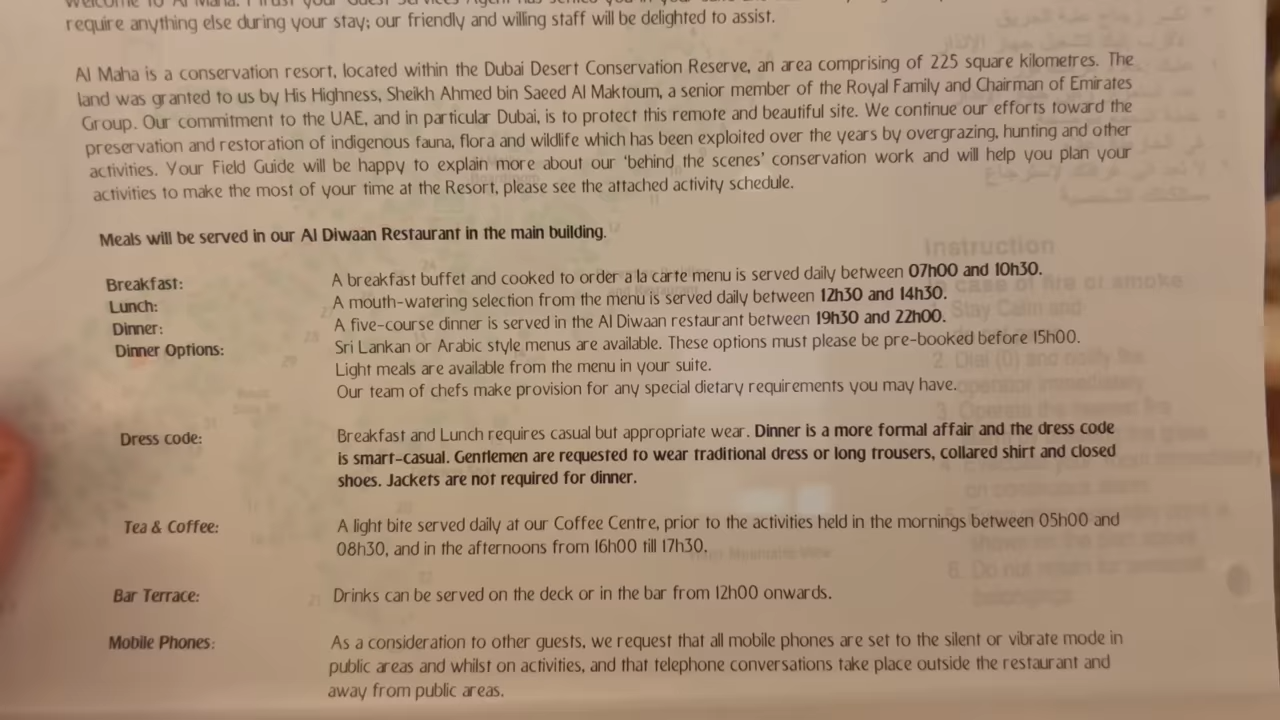 Welcome to Al Maha. I trust your Guest Services Agent has
require anything else during your stay; our friendly and willing staff will be delighted to assist.
Al Maha is a conservation resort, located within the Dubai Desert Conservation Reserve, an area comprising of 225 square kilometres. The
land was granted to us by His Highness, Sheikh Ahmed bin Saeed Al Maktoum, a senior member of the Royal Family and Chairman of Emirates
Group. Our commitment to the UAE, and in particular Dubai, is to protect this remote and beautiful site. We continue our efforts toward the
preservation and restoration of indigenous fauna, flora and wildlife which has been exploited over the years by overgrazing, hunting and other
activities. Your Field Guide will be happy to explain more about our ‘behind the scenes’ conservation work and will help you plan your
activities to make the most of your time at the Resort, please see the attached activity schedule.
Meals will be served in our Al Diwaan Restaurant in the main building.
Breakfast: A breakfast buffet and cooked to order a la carte menu is served daily between 07h00 and 10h30.
Lunch: A mouth-watering selection from the menu is served daily between 12h30 and 14h30.
Dinner: A five-course dinner is served in the Al Diwaan restaurant between 19h30 and 22h00.
Dinner Options: Sri Lankan or Arabic style menus are available. These options must please be pre-booked before 15h00.
Light meals are available from the menu in your suite.
Our team of chefs make provision for any special dietary requirements you may have.
Dress code: Breakfast and Lunch requires casual but appropriate wear. Dinner is a more formal affair and the dress code
is smart-casual. Gentlemen are requested to wear traditional dress or long trousers, collared shirt and closed
shoes. Jackets are not required for dinner.
Tea & Coffee: A light bite served daily at our Coffee Centre, prior to the activities held in the mornings between 05h00 and
08h30, and in the afternoons from 16h00 till 17h30.
Bar Terrace: Drinks can be served on the deck or in the bar from 12h00 onwards.
Mobile Phones: As a consideration to other guests, we request that all mobile phones are set to the silent or vibrate mode in
public areas and whilst on activities, and that telephone conversations take place outside the restaurant and
away from public areas.
Instruction